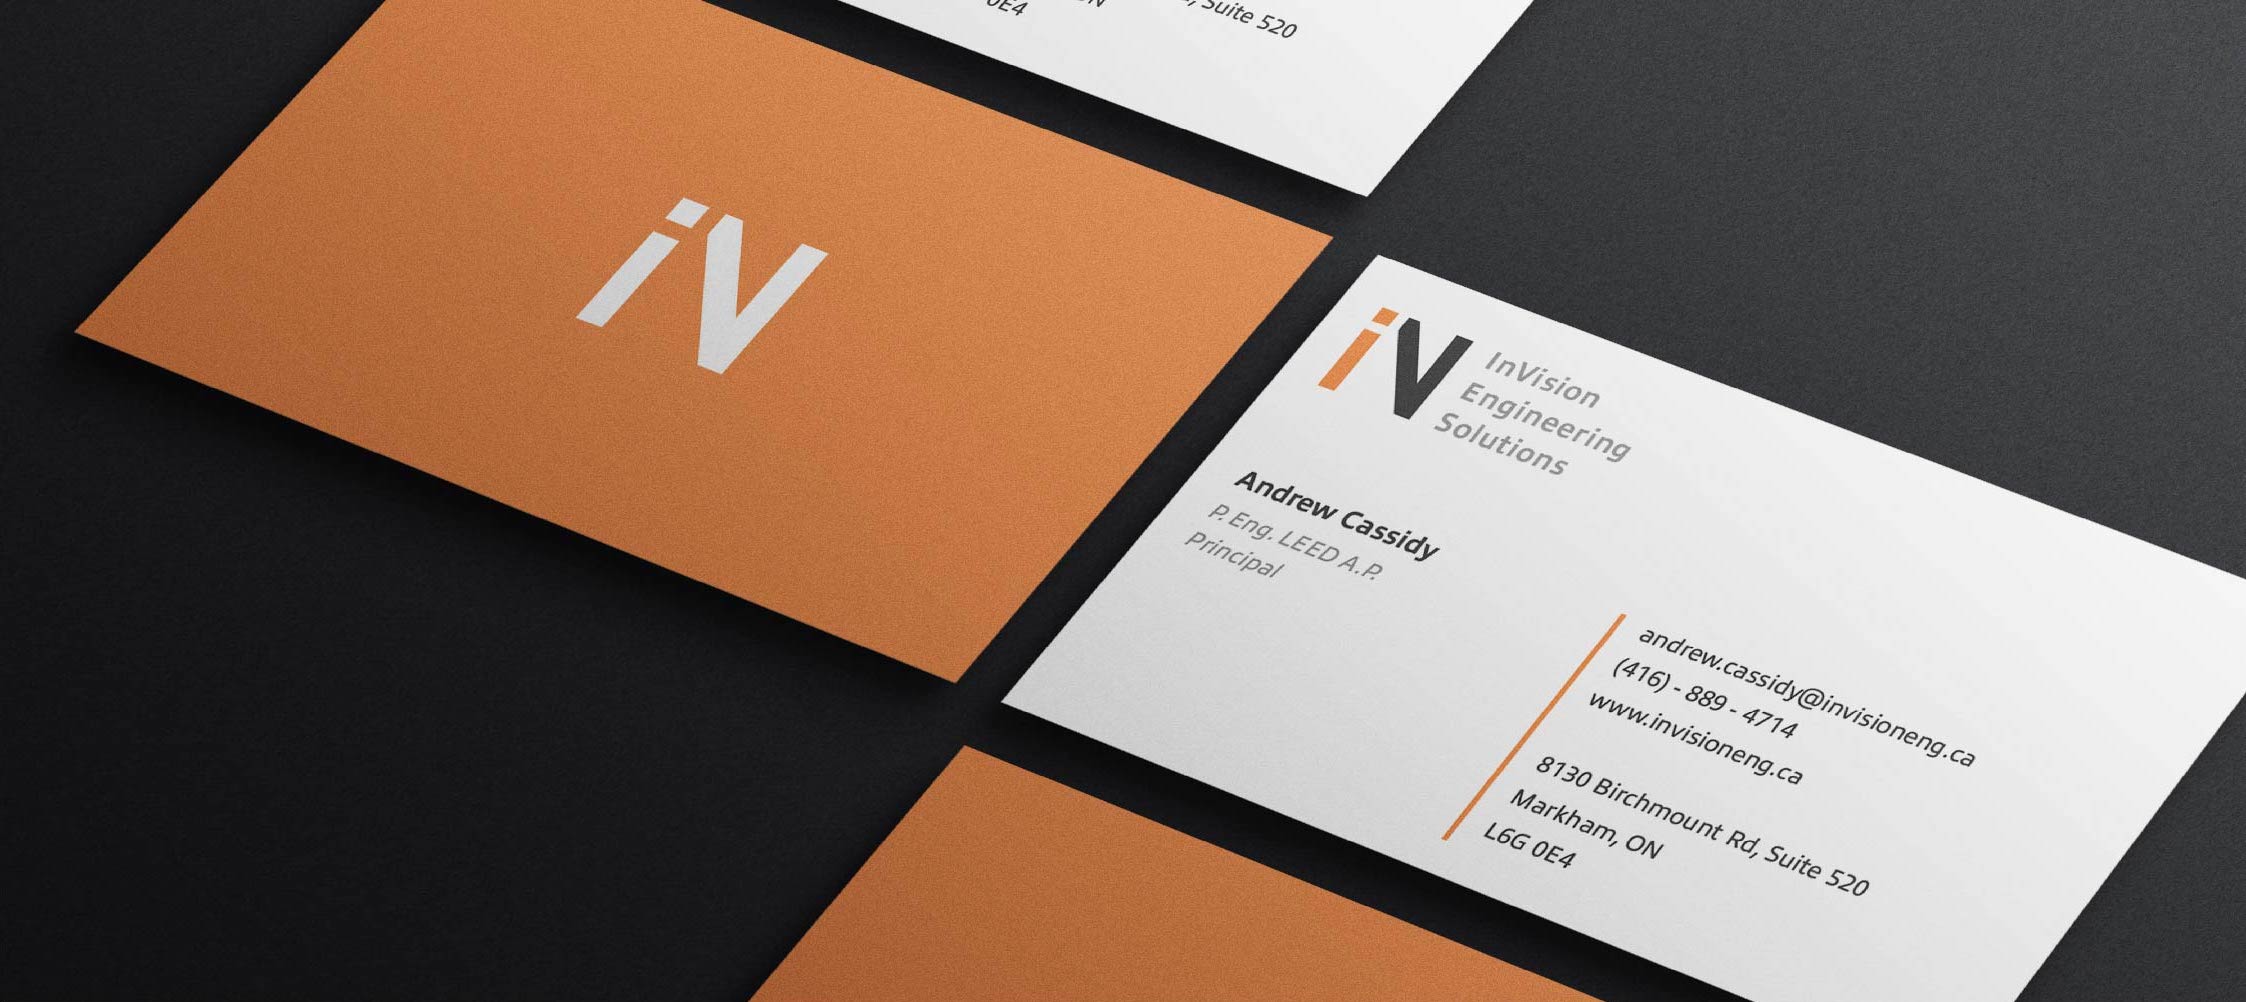 0E4
Suite 520
iV
iV
InVision
Engineering
Solutions
Andrew Cassidy
P. Eng. LEED A.P.
Principal
andrew.cassidy@invisioneng.ca
(416) - 889 - 4714
www.invisioneng.ca
8130 Birchmount Rd, Suite 520
Markham, ON
L6G 0E4